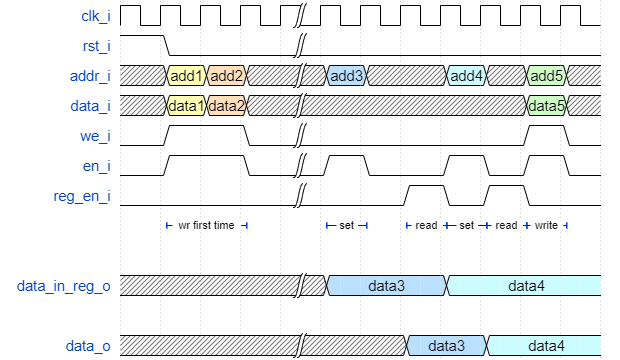 clk_i
rst_i
addr_i add1 add2 add3 add4 add5
data_i data1 data2 data5
we_i
en_i
reg_en_i
wr first time set read set read write
data_in_reg_o data3 data4
data_o data3 data4